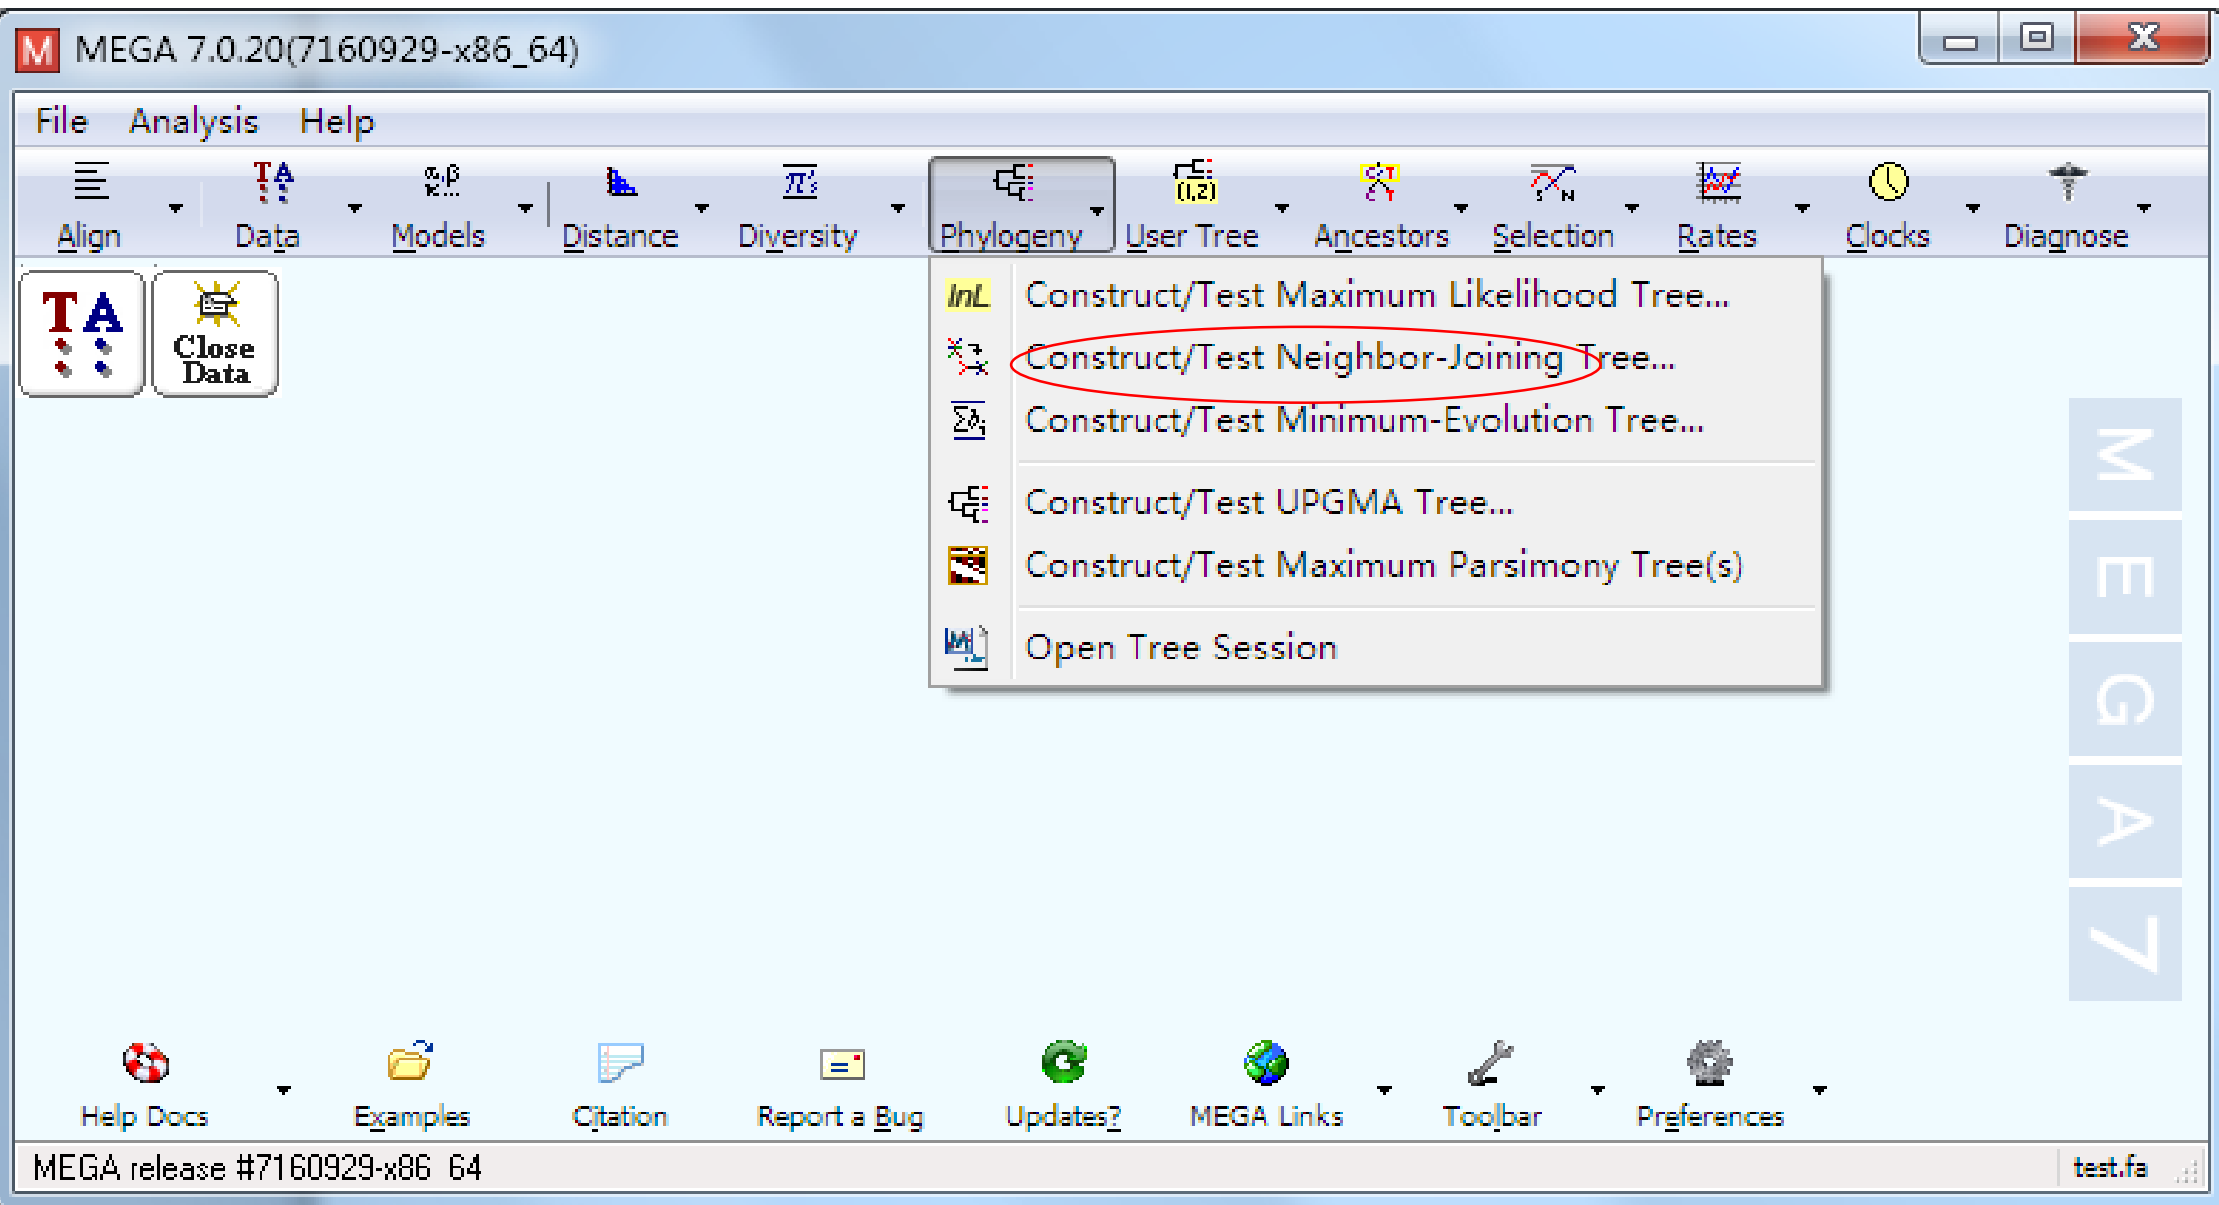 M MEGA 7.0.20(7160929-x86_64)
File Analysis Help
Align Data Models Distance Diversity Phylogeny User Tree Ancestors Selection Rates Clocks Diagnose
TA Close Data
lnL Construct/Test Maximum Likelihood Tree...
Construct/Test Neighbor-Joining Tree...
Construct/Test Minimum-Evolution Tree...
Construct/Test UPGMA Tree...
Construct/Test Maximum Parsimony Tree(s)
Open Tree Session
M
E
G
A
7
Help Docs Examples Citation Report a Bug Updates? MEGA Links Toolbar Preferences
MEGA release #7160929-x86_64 test.fa